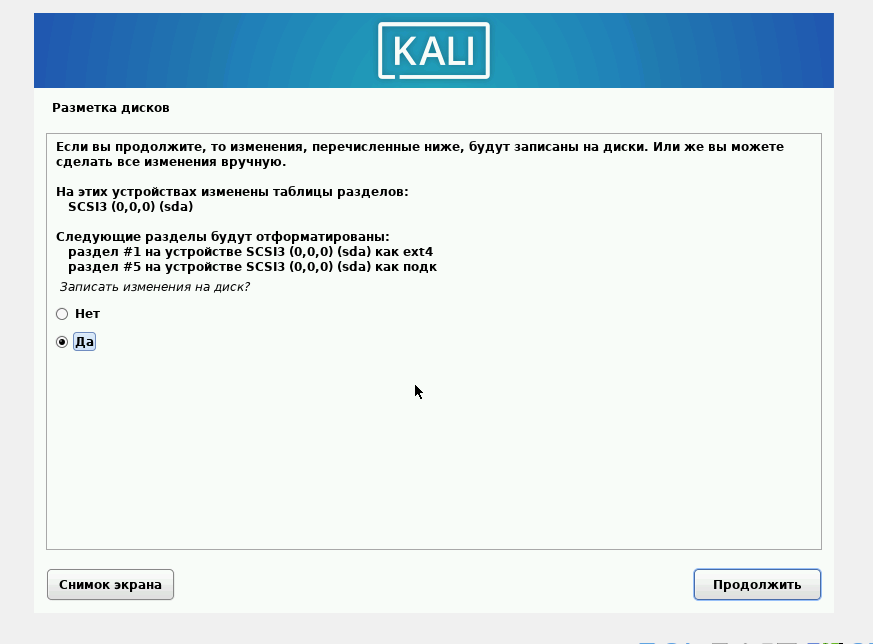 KALI
Разметка дисков
Если вы продолжите, то изменения, перечисленные ниже, будут записаны на диски. Или же вы можете
сделать все изменения вручную.
На этих устройствах изменены таблицы разделов:
SCSI3 (0,0,0) (sda)
Следующие разделы будут отформатированы:
раздел #1 на устройстве SCSI3 (0,0,0) (sda) как ext4
раздел #5 на устройстве SCSI3 (0,0,0) (sda) как подк
Записать изменения на диск?
Нет
Да
Снимок экрана
Продолжить